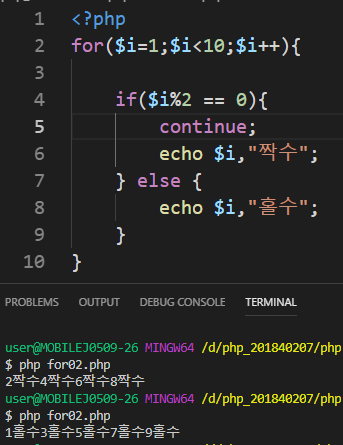 1 <?php
2 for($i=1;$i<10;$i++){
3
4 if($i%2 == 0){
5 continue;
6 echo $i,"짝수";
7 } else {
8 echo $i,"홀수";
9 }
10 }
PROBLEMS OUTPUT DEBUG CONSOLE TERMINAL
user@MOBILEJ0509-26 MINGW64 /d/php_201840207/php
$ php for02.php
2짝수4짝수6짝수8짝수
user@MOBILEJ0509-26 MINGW64 /d/php_201840207/php
$ php for02.php
1홀수3홀수5홀수7홀수9홀수